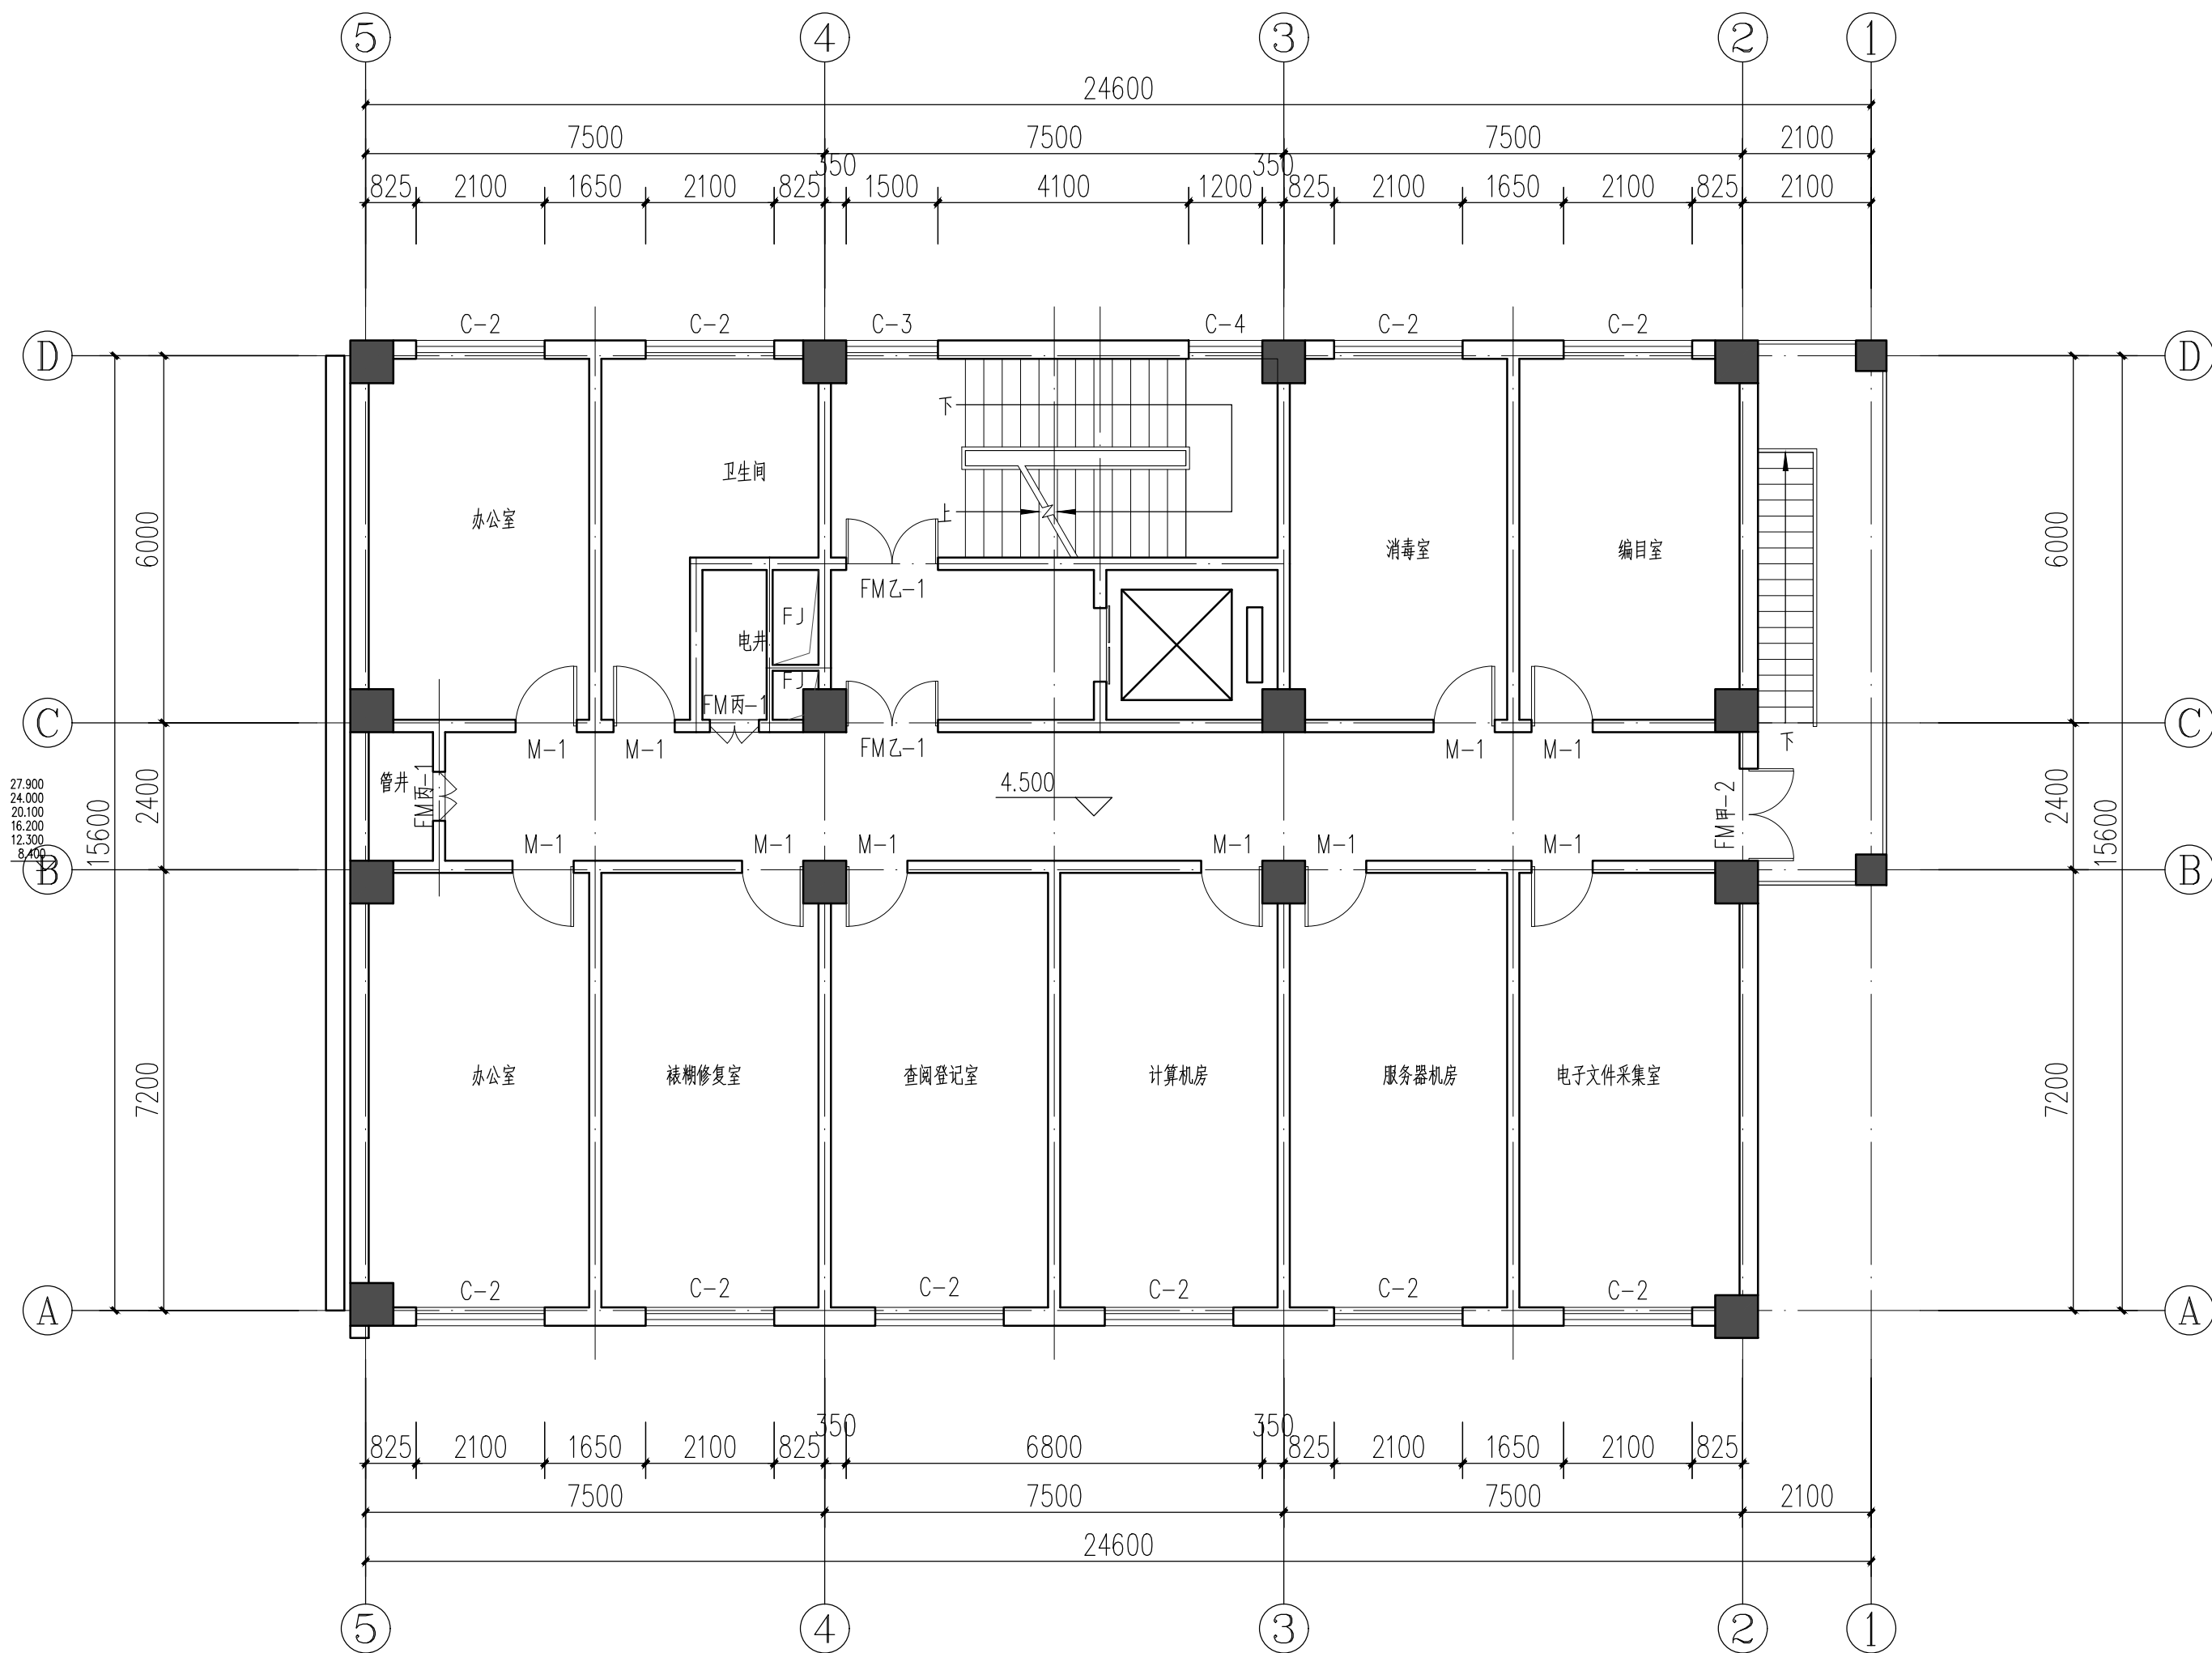 5 4 3 2 1
24600
7500 7500 7500 2100
350 350
825 2100 1650 2100 825 1500 4100 1200 825 2100 1650 2100 825 2100
C-2 C-2 C-3 C-4 C-2 C-2
D D
下
卫生间
办公室
上
6000 6000
消毒室 编目室
FM乙-1
FJ
电井
FJ
FM丙-1
C C
M-1 M-1 FM乙-1 M-1 M-1
下
管井
FM丙-1
4.500
FM甲-2
27.900
24.000
20.100
16.200
12.300
8.400
2400 2400
15600 15600
M-1 M-1 M-1 M-1 M-1 M-1
B B
办公室 裱糊修复室 查阅登记室 计算机房 服务器机房 电子文件采集室
7200 7200
C-2 C-2 C-2 C-2 C-2 C-2
A A
350 350
825 2100 1650 2100 825 6800 825 2100 1650 2100 825
7500 7500 7500 2100
24600
5 4 3 2 1